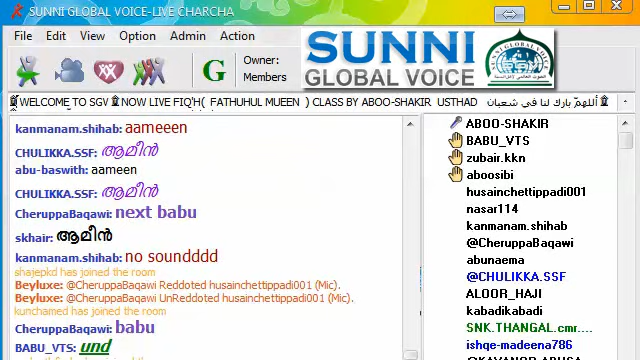 SUNNI GLOBAL VOICE-LIVE CHARCHA
File Edit View Option Admin Action
G
Owner:
Members
SUNNI
GLOBAL VOICE
WELCOME TO SGV NOW LIVE FIQ'H( FATHUHUL MUEEN ) CLASS BY ABOO-SHAKIR USTHAD أللهمّ بارك لنا في شعبان
kanmanam.shihab: aameeen
CHULIKKA.SSF: ആമീൻ
abu-baswith: aameen
CHULIKKA.SSF: ആമീൻ
CheruppaBaqawi: next babu
skhair: ആമീൻ
kanmanam.shihab: no soundddd
shajepkd has joined the room
Beyluxe: @CheruppaBaqawi Reddoted husainchettippadi001 (Mic).
Beyluxe: @CheruppaBaqawi UnReddoted husainchettippadi001 (Mic).
kunchamed has joined the room
CheruppaBaqawi: babu
BABU_VTS: und
ABOO-SHAKIR
BABU_VTS
zubair.kkn
aboosibi
husainchettippadi001
nasar114
kanmanam.shihab
@CheruppaBaqawi
abunaema
@CHULIKKA.SSF
ALOOR_HAJI
kabadikabadi
SNK.THANGAL.cmr....
ishqe-madeena786